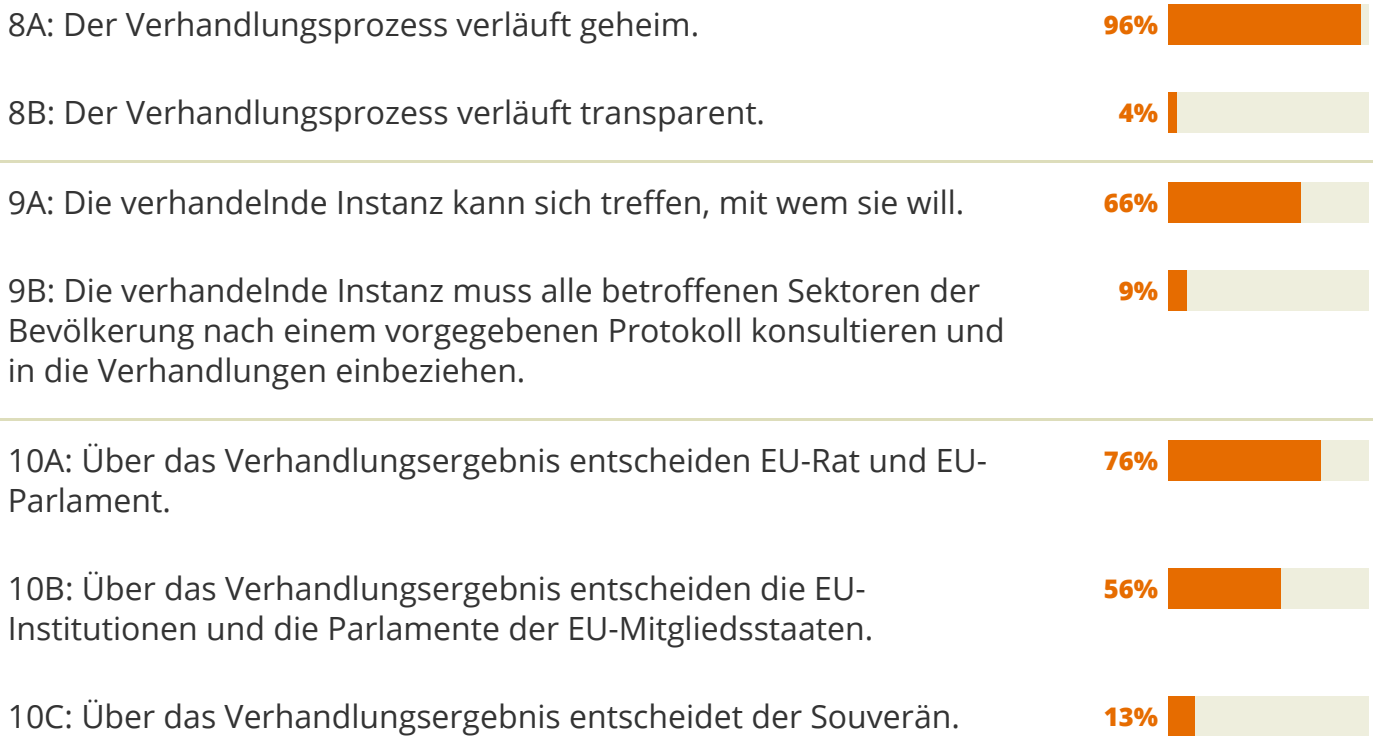 8A: Der Verhandlungsprozess verläuft geheim. 96%
8B: Der Verhandlungsprozess verläuft transparent. 4%
9A: Die verhandelnde Instanz kann sich treffen, mit wem sie will. 66%
9B: Die verhandelnde Instanz muss alle betroffenen Sektoren der 9%
Bevölkerung nach einem vorgegebenen Protokoll konsultieren und
in die Verhandlungen einbeziehen.
10A: Über das Verhandlungsergebnis entscheiden EU-Rat und EU- 76%
Parlament.
10B: Über das Verhandlungsergebnis entscheiden die EU- 56%
Institutionen und die Parlamente der EU-Mitgliedsstaaten.
10C: Über das Verhandlungsergebnis entscheidet der Souverän. 13%